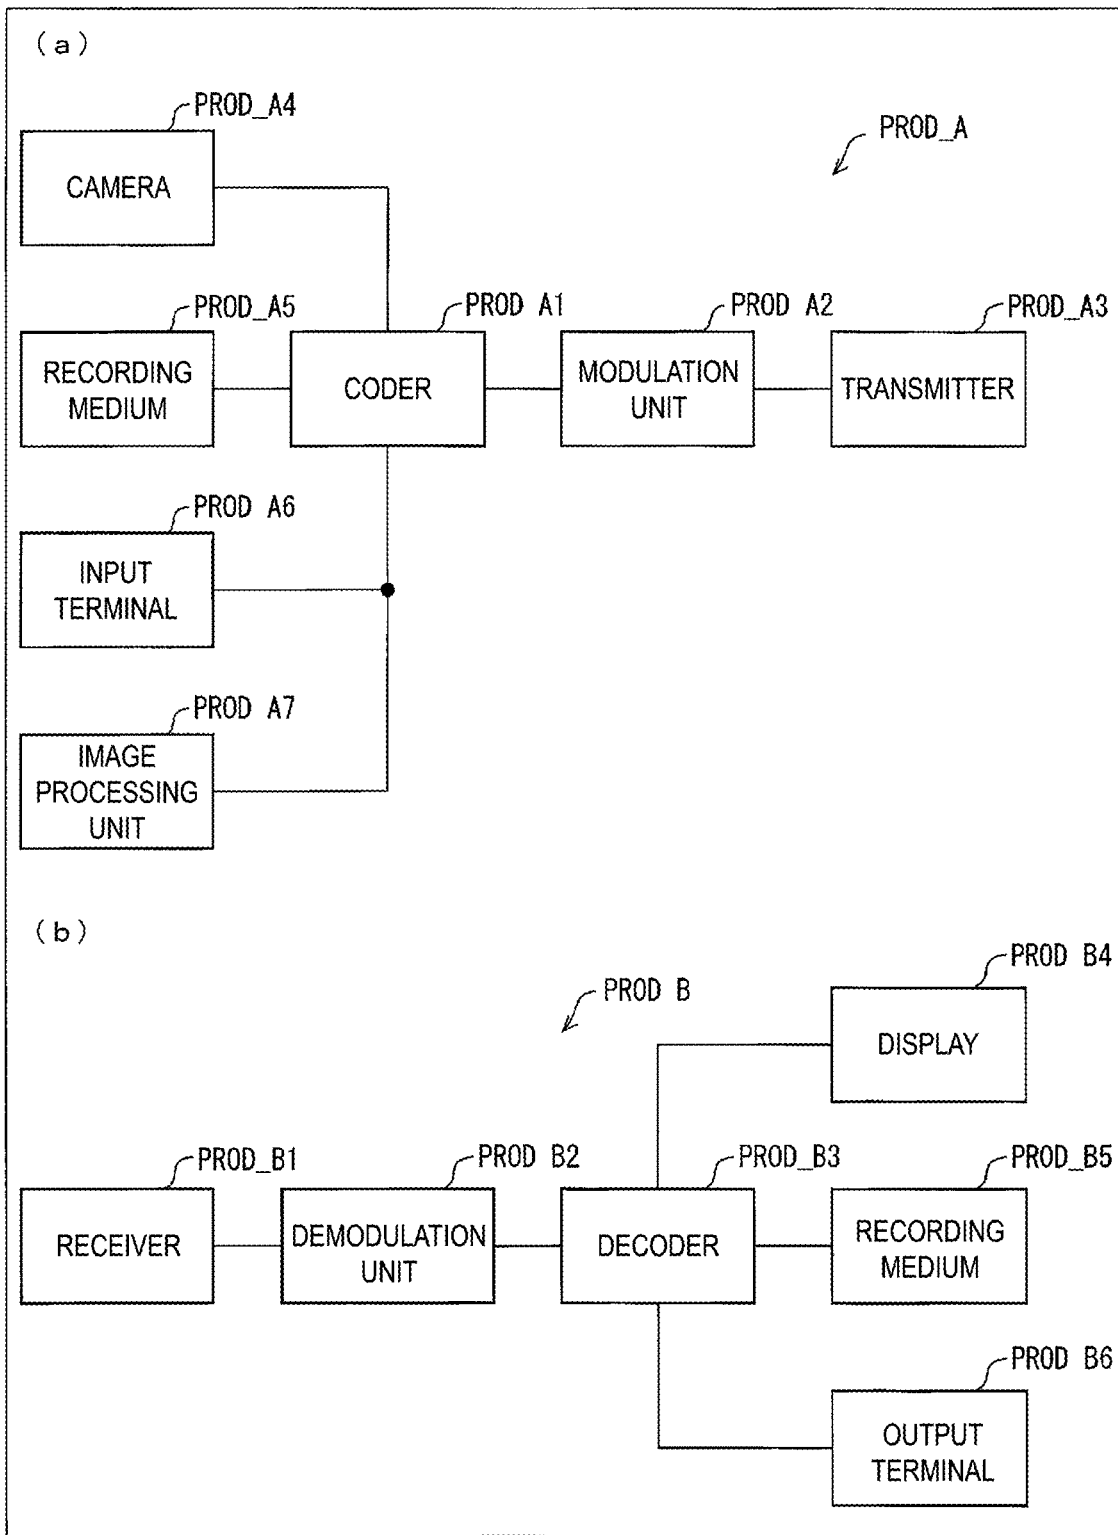 (a)
PROD_A4
PROD_A
CAMERA
PROD_A5
PROD A1
PROD A2
PROD_A3
RECORDING
MEDIUM
CODER
MODULATION
UNIT
TRANSMITTER
PROD A6
INPUT
TERMINAL
PROD A7
IMAGE
PROCESSING
UNIT
(b)
PROD B4
PROD B
DISPLAY
PROD_B1
PROD B2
PROD_B3
PROD_B5
RECEIVER
DEMODULATION
UNIT
DECODER
RECORDING
MEDIUM
PROD B6
OUTPUT
TERMINAL